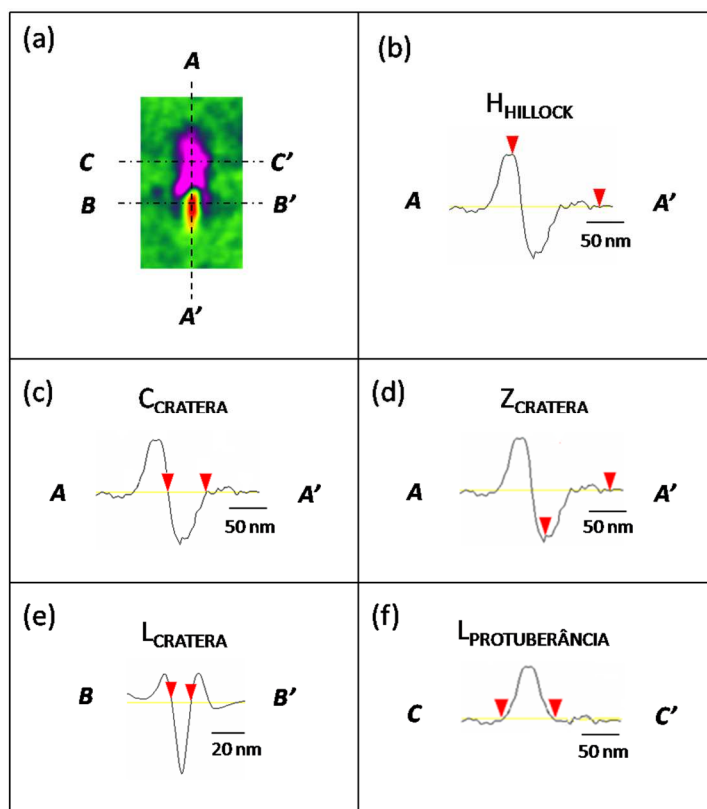 (a)
A
C C'
B B'
A'
(b)
HHILLOCK
A A'
50 nm
(c)
CCRATERA
A A'
50 nm
(d)
ZCRATERA
A A'
50 nm
(e)
LCRATERA
B B'
20 nm
(f)
LPROTUBERÂNCIA
C C'
50 nm